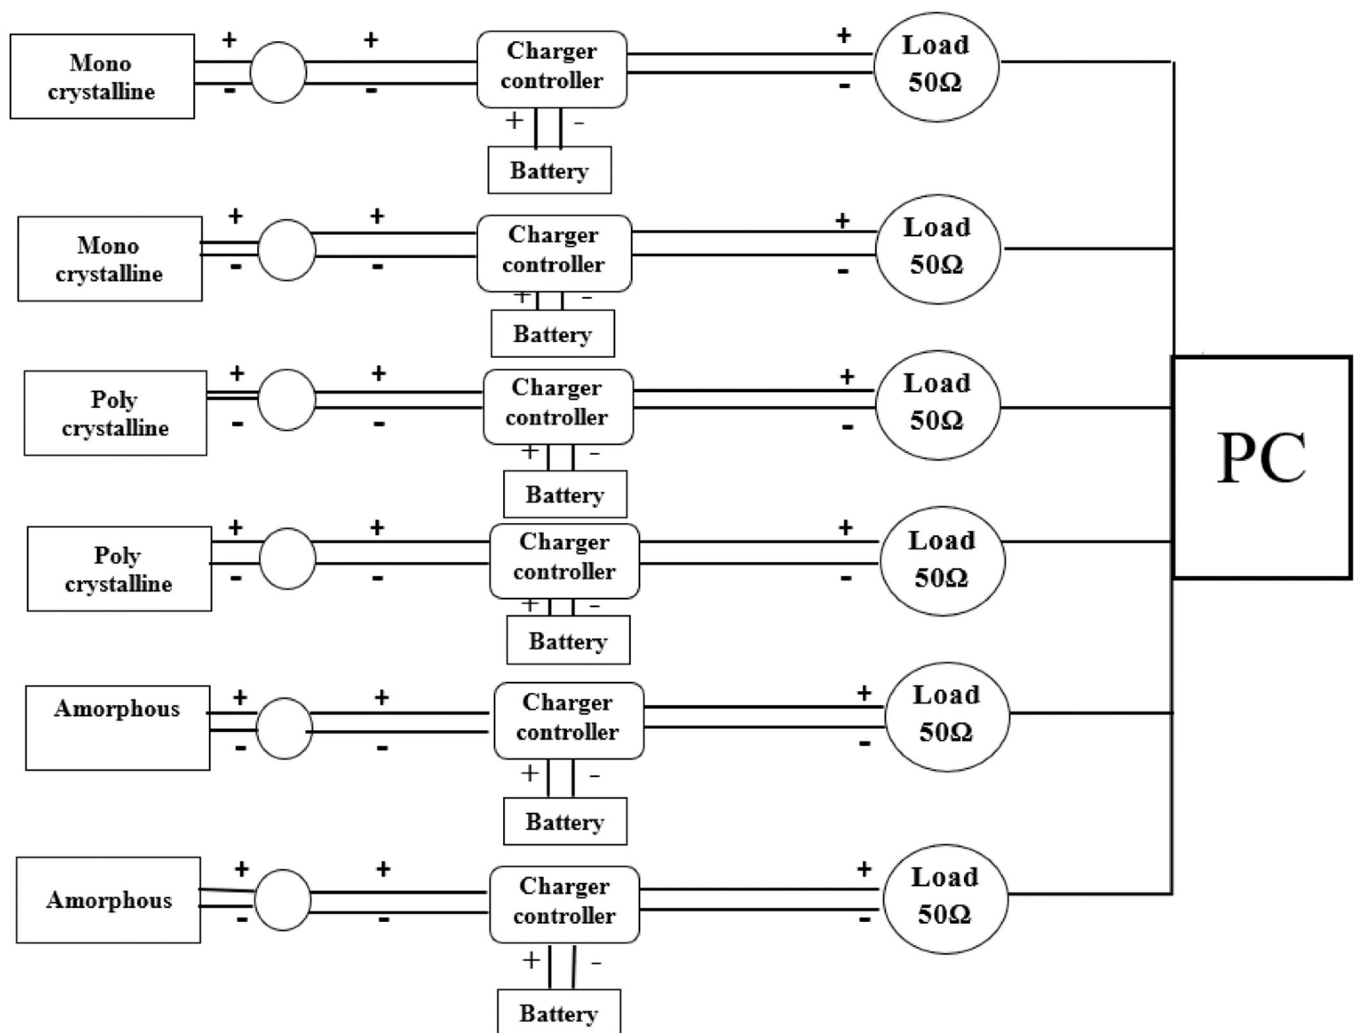 Mono
crystalline
+
-
+
-
Charger
controller
+
-
Load
50Ω
+ -
Battery
Mono
crystalline
+
-
+
-
Charger
controller
+
-
Load
50Ω
+ -
Battery
Poly
crystalline
+
-
+
-
Charger
controller
+
-
Load
50Ω
+ -
Battery
PC
Poly
crystalline
+
-
+
-
Charger
controller
+
-
Load
50Ω
+ -
Battery
Amorphous
+
-
+
-
Charger
controller
+
-
Load
50Ω
+ -
Battery
Amorphous
+
-
+
-
Charger
controller
+
-
Load
50Ω
+ -
Battery